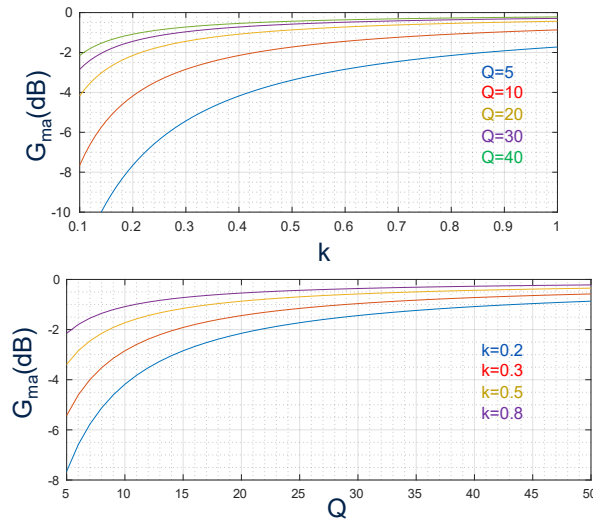 0
-2
-4
-6
-8
-10
G_ma(dB)
Q=5
Q=10
Q=20
Q=30
Q=40
0.1 0.2 0.3 0.4 0.5 0.6 0.7 0.8 0.9 1
k
0
-2
-4
-6
-8
G_ma(dB)
k=0.2
k=0.3
k=0.5
k=0.8
5 10 15 20 25 30 35 40 45 50
Q